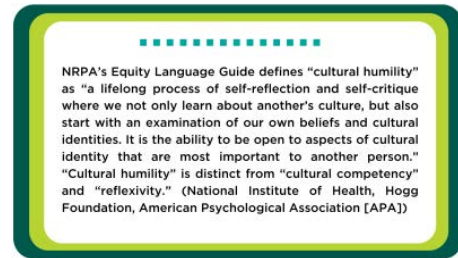 NRPA's Equity Language Guide defines "cultural humility"
as "a lifelong process of self-reflection and self-critique
where we not only learn about another's culture, but also
start with an examination of our own beliefs and cultural
identities. It is the ability to be open to aspects of cultural
identity that are most important to another person."
"Cultural humility" is distinct from "cultural competency"
and "reflexivity." (National Institute of Health, Hogg
Foundation, American Psychological Association [APA])